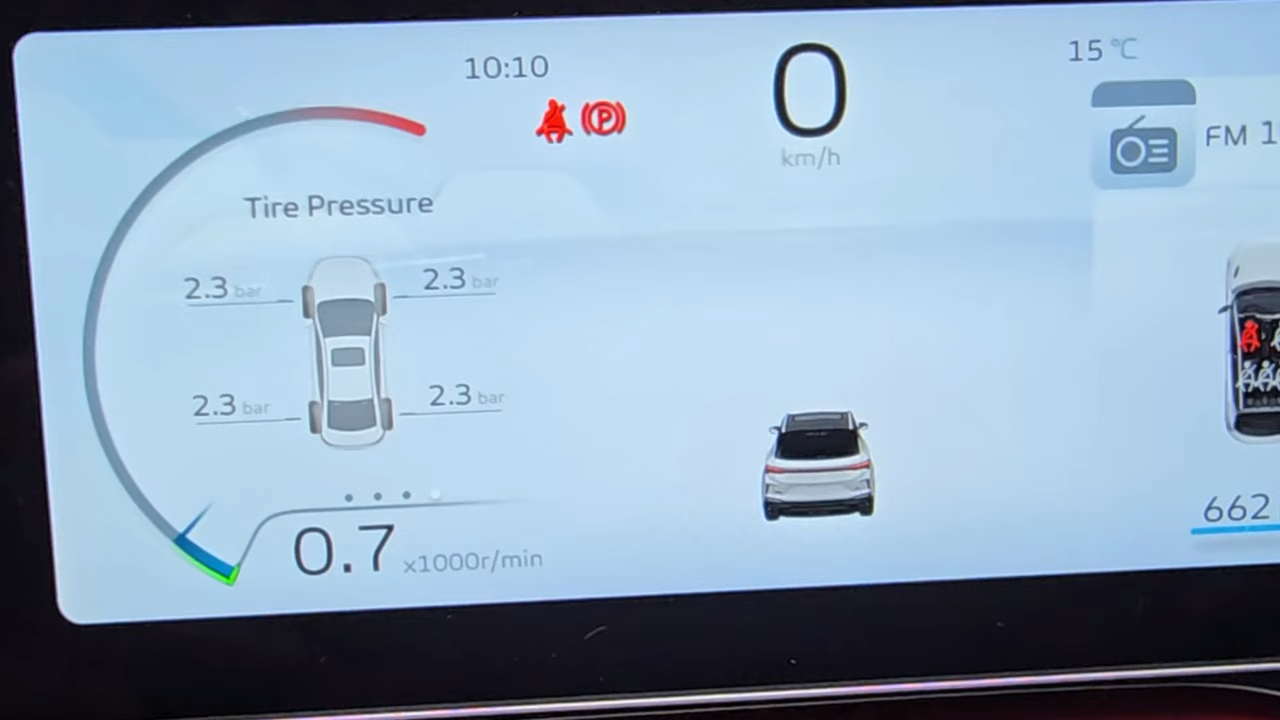 10:10
0
km/h
15 °C
FM 1
Tire Pressure
2.3 bar
2.3 bar
2.3 bar
2.3 bar
0.7 x1000r/min
662